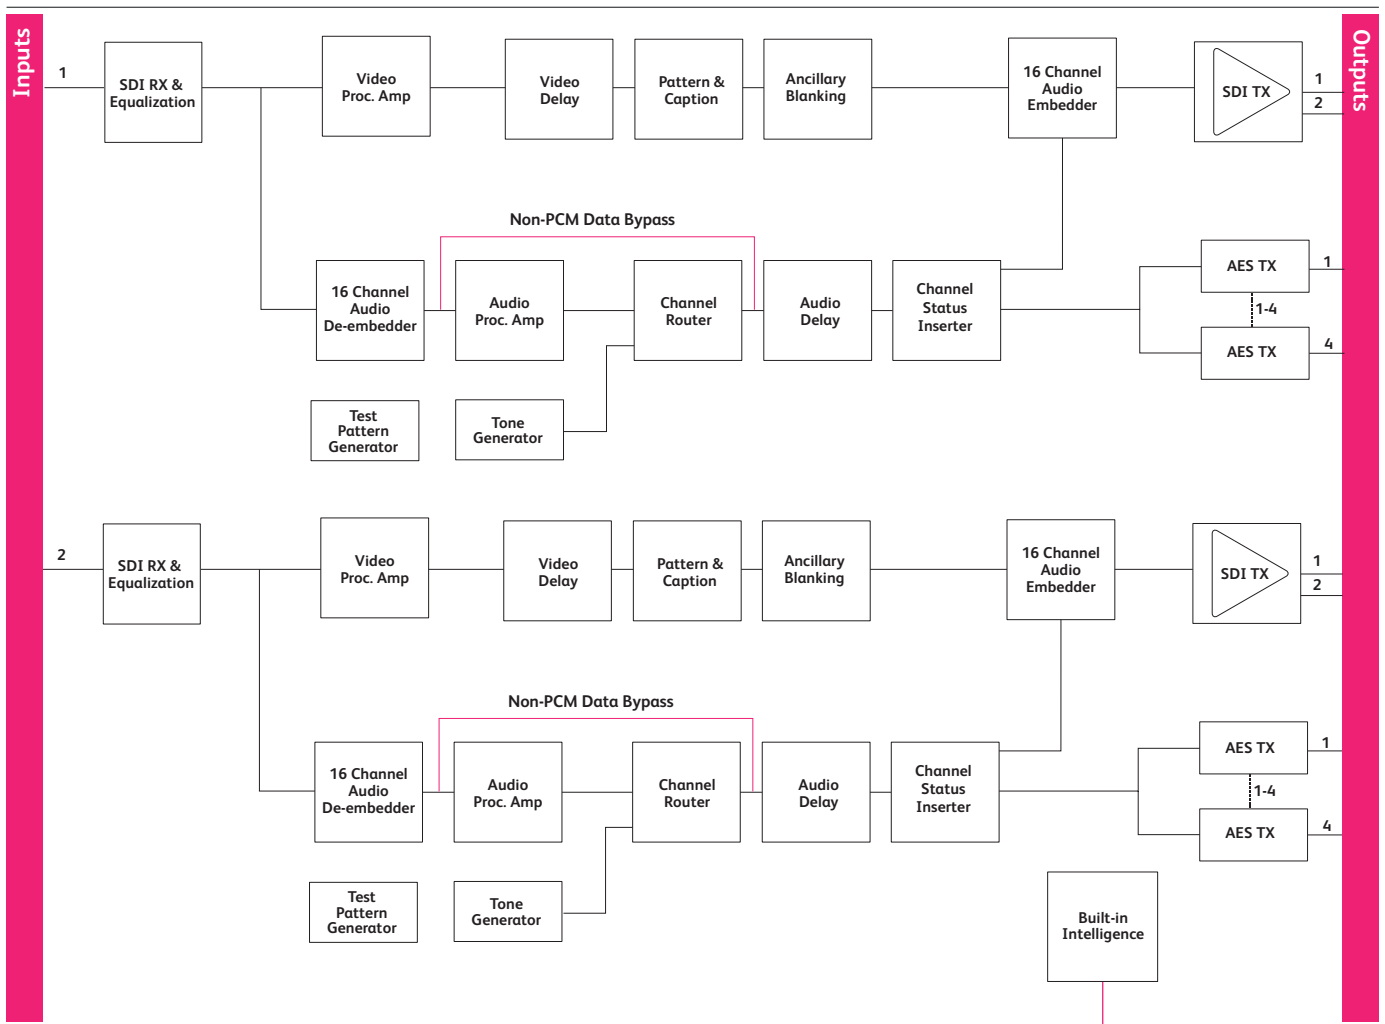 Inputs
Outputs
1
SDI RX &
Equalization
Video
Proc. Amp
Video
Delay
Pattern &
Caption
Ancillary
Blanking
16 Channel
Audio
Embedder
SDI TX
1
2
Non-PCM Data Bypass
16 Channel
Audio
De-embedder
Audio
Proc. Amp
Channel
Router
Audio
Delay
Channel
Status
Inserter
AES TX
1
1-4
AES TX
4
Test
Pattern
Generator
Tone
Generator
2
SDI RX &
Equalization
Video
Proc. Amp
Video
Delay
Pattern &
Caption
Ancillary
Blanking
16 Channel
Audio
Embedder
SDI TX
1
2
Non-PCM Data Bypass
16 Channel
Audio
De-embedder
Audio
Proc. Amp
Channel
Router
Audio
Delay
Channel
Status
Inserter
AES TX
1
1-4
AES TX
4
Test
Pattern
Generator
Tone
Generator
Built-in
Intelligence